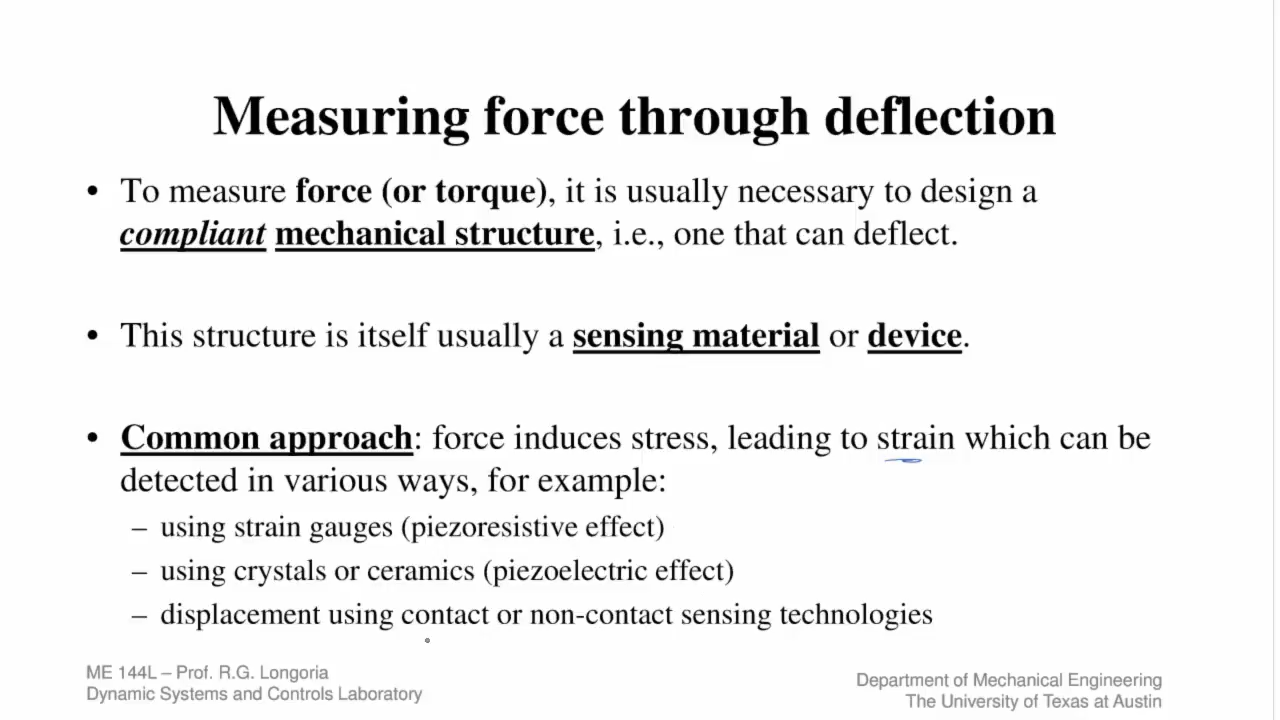 Measuring force through deflection
• To measure force (or torque), it is usually necessary to design a
compliant mechanical structure, i.e., one that can deflect.
• This structure is itself usually a sensing material or device.
• Common approach: force induces stress, leading to strain which can be
detected in various ways, for example:
– using strain gauges (piezoresistive effect)
– using crystals or ceramics (piezoelectric effect)
– displacement using contact or non-contact sensing technologies
ME 144L – Prof. R.G. Longoria
Dynamic Systems and Controls Laboratory
Department of Mechanical Engineering
The University of Texas at Austin